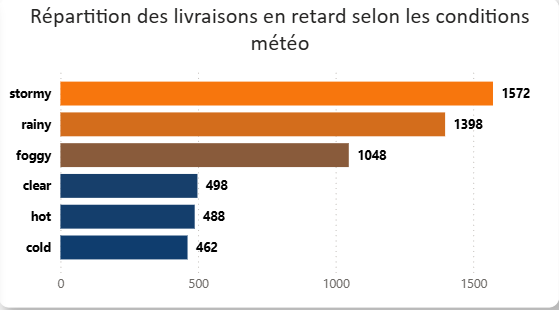 Répartition des livraisons en retard selon les conditions
météo
stormy 1572
rainy 1398
foggy 1048
clear 498
hot 488
cold 462
0 500 1000 1500